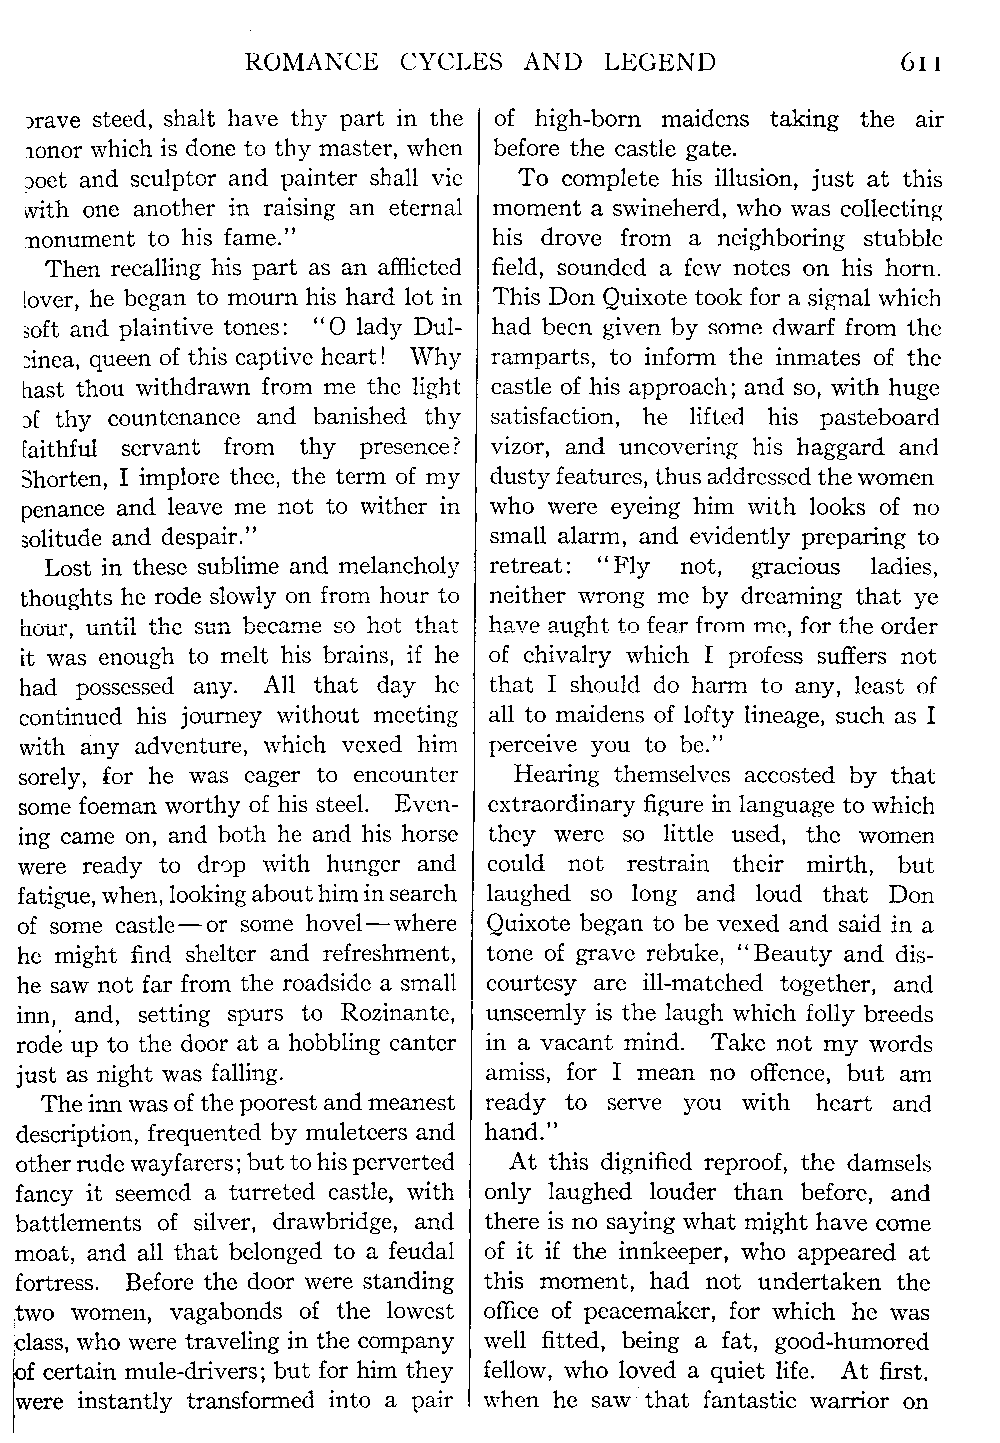 ROMANCE CYCLES AND LEGEND 611
brave steed, shalt have thy part in the
honor which is done to thy master, when
poet and sculptor and painter shall vie
with one another in raising an eternal
monument to his fame.”
Then recalling his part as an afflicted
lover, he began to mourn his hard lot in
soft and plaintive tones: “O lady Dul-
cinea, queen of this captive heart! Why
hast thou withdrawn from me the light
of thy countenance and banished thy
faithful servant from thy presence?
Shorten, I implore thee, the term of my
penance and leave me not to wither in
solitude and despair.”
Lost in these sublime and melancholy
thoughts he rode slowly on from hour to
hour, until the sun became so hot that
it was enough to melt his brains, if he
had possessed any. All that day he
continued his journey without meeting
with any adventure, which vexed him
sorely, for he was eager to encounter
some foeman worthy of his steel. Even-
ing came on, and both he and his horse
were ready to drop with hunger and
fatigue, when, looking about him in search
of some castle—or some hovel—where
he might find shelter and refreshment,
he saw not far from the roadside a small
inn, and, setting spurs to Rozinante,
rode up to the door at a hobbling canter
just as night was falling.
The inn was of the poorest and meanest
description, frequented by muleteers and
other rude wayfarers; but to his perverted
fancy it seemed a turreted castle, with
battlements of silver, drawbridge, and
moat, and all that belonged to a feudal
fortress. Before the door were standing
two women, vagabonds of the lowest
class, who were traveling in the company
of certain mule-drivers; but for him they
were instantly transformed into a pair
of high-born maidens taking the air
before the castle gate.
To complete his illusion, just at this
moment a swineherd, who was collecting
his drove from a neighboring stubble
field, sounded a few notes on his horn.
This Don Quixote took for a signal which
had been given by some dwarf from the
ramparts, to inform the inmates of the
castle of his approach; and so, with huge
satisfaction, he lifted his pasteboard
vizor, and uncovering his haggard and
dusty features, thus addressed the women
who were eyeing him with looks of no
small alarm, and evidently preparing to
retreat: “Fly not, gracious ladies,
neither wrong me by dreaming that ye
have aught to fear from me, for the order
of chivalry which I profess suffers not
that I should do harm to any, least of
all to maidens of lofty lineage, such as I
perceive you to be.”
Hearing themselves accosted by that
extraordinary figure in language to which
they were so little used, the women
could not restrain their mirth, but
laughed so long and loud that Don
Quixote began to be vexed and said in a
tone of grave rebuke, “Beauty and dis-
courtesy are ill-matched together, and
unseemly is the laugh which folly breeds
in a vacant mind. Take not my words
amiss, for I mean no offence, but am
ready to serve you with heart and
hand.”
At this dignified reproof, the damsels
only laughed louder than before, and
there is no saying what might have come
of it if the innkeeper, who appeared at
this moment, had not undertaken the
office of peacemaker, for which he was
well fitted, being a fat, good-humored
fellow, who loved a quiet life. At first,
when he saw that fantastic warrior on